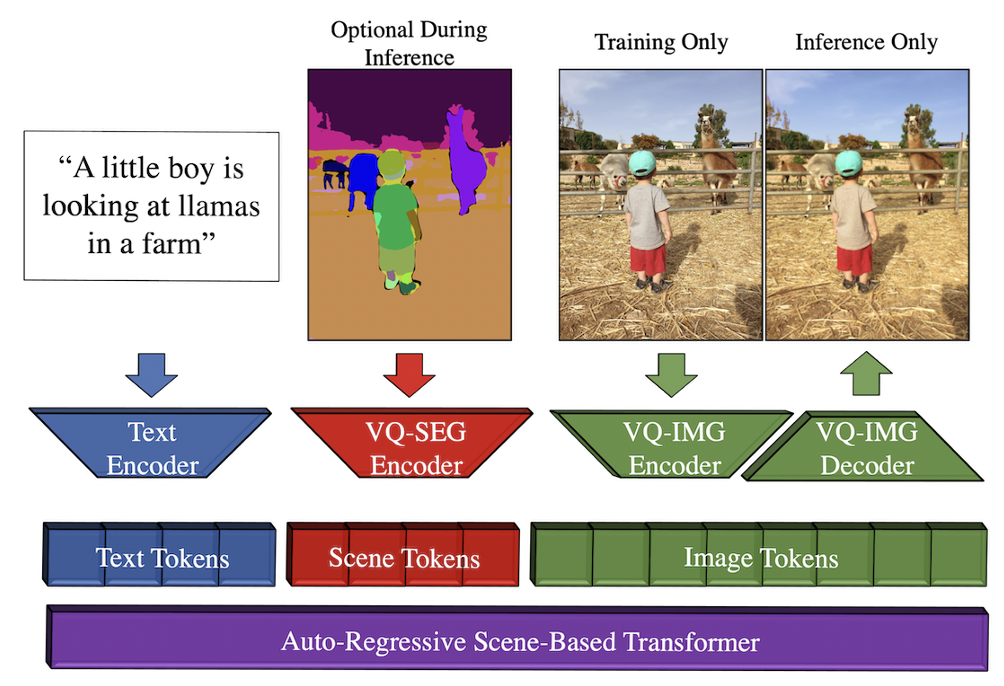 Optional During
Inference
Training Only
Inference Only
“A little boy is
looking at llamas
in a farm”
Text
Encoder
VQ-SEG
Encoder
VQ-IMG
Encoder
VQ-IMG
Decoder
Text Tokens
Scene Tokens
Image Tokens
Auto-Regressive Scene-Based Transformer